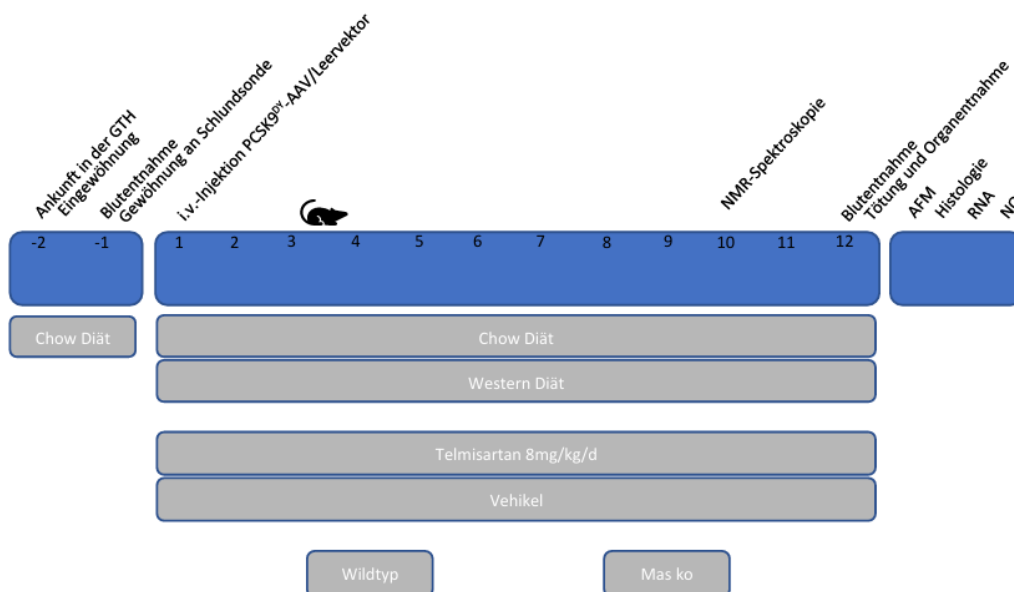 Ankunft in der GTH
Eingewöhnung
Blutentnahme
Gewöhnung an Schlundsonde
i.v.-Injektion PCSK9ᴰʸ-AAV/Leervektor
NMR-Spektroskopie
Blutentnahme
Tötung und Organentnahme
AFM
Histologie
RNA
NO
-2 -1 1 2 3 4 5 6 7 8 9 10 11 12
Chow Diät
Chow Diät
Western Diät
Telmisartan 8mg/kg/d
Vehikel
Wildtyp
Mas ko